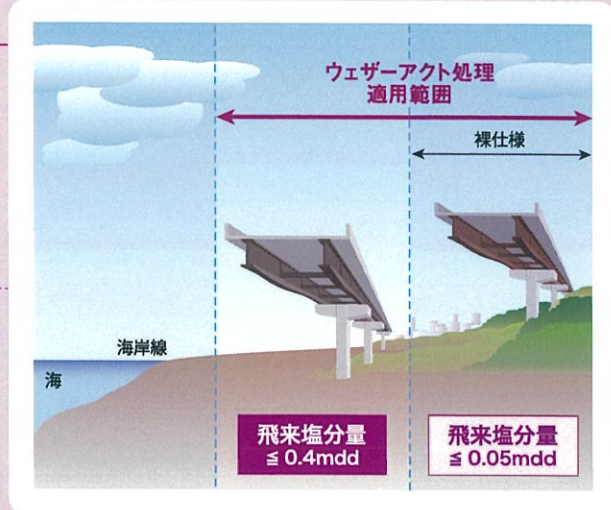 ウェザーアクト処理
適用範囲
裸仕様
海岸線
海
飛来塩分量
≦ 0.4mdd
飛来塩分量
≦ 0.05mdd